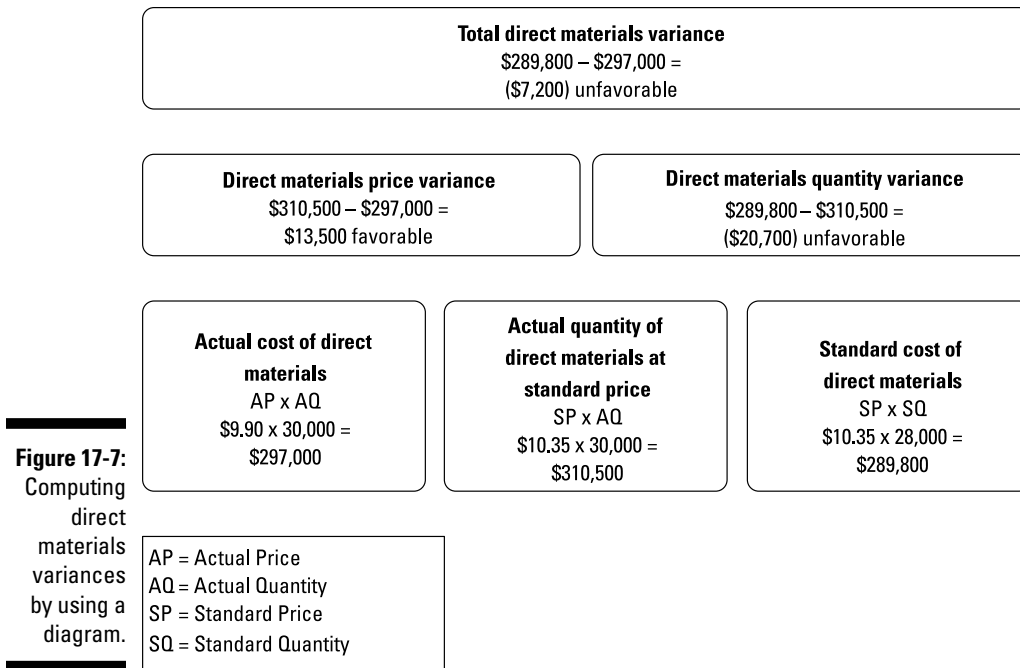 Total direct materials variance
$289,800 – $297,000 =
($7,200) unfavorable
Direct materials price variance
$310,500 – $297,000 =
$13,500 favorable
Direct materials quantity variance
$289,800 – $310,500 =
($20,700) unfavorable
Actual cost of direct
materials
AP x AQ
$9.90 x 30,000 =
$297,000
Actual quantity of
direct materials at
standard price
SP x AQ
$10.35 x 30,000 =
$310,500
Standard cost of
direct materials
SP x SQ
$10.35 x 28,000 =
$289,800
Figure 17-7:
Computing
direct
materials
variances
by using a
diagram.
AP = Actual Price
AQ = Actual Quantity
SP = Standard Price
SQ = Standard Quantity